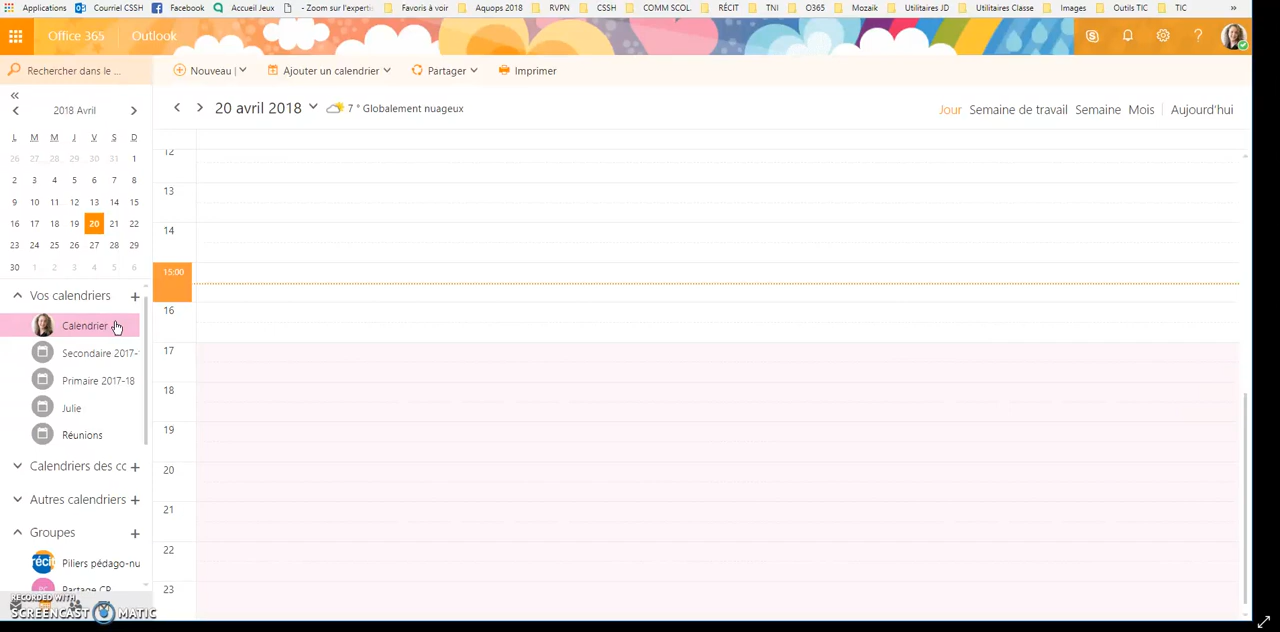 Applications Courriel CSSH Facebook Accueil Jeux - Zoom sur l'experti Favoris à voir Aquops 2018 RVPN CSSH COMM SCOL. RÉCIT TNI O365 Mozaik Utilitaires JD Utilitaires Classe Images Outils TIC TIC »
Office 365 Outlook ?
Rechercher dans le ... Nouveau | Ajouter un calendrier Partager Imprimer
«
2018 Avril
20 avril 2018 7 ° Globalement nuageux Jour Semaine de travail Semaine Mois Aujourd'hui
L M M J V S D
26 27 28 29 30 31 1
2 3 4 5 6 7 8
9 10 11 12 13 14 15
16 17 18 19 20 21 22
23 24 25 26 27 28 29
30 1 2 3 4 5 6
Vos calendriers +
Calendrier
Secondaire 2017-
Primaire 2017-18
Julie
Réunions
Calendriers des cc +
Autres calendriers +
Groupes +
récit Piliers pédago-nu
Partage CP
12
13
14
15:00
16
17
18
19
20
21
22
23
RECORDED WITH
SCREENCAST MATIC